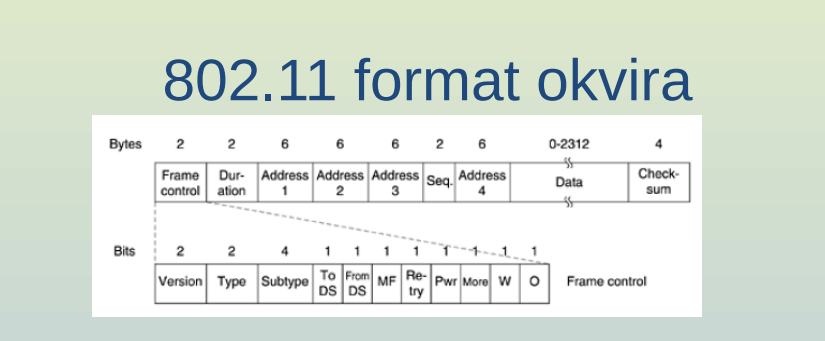 802.11 format okvira
Bytes 2 2 6 6 6 2 6 0-2312 4
Frame control Dur- ation Address 1 Address 2 Address 3 Seq. Address 4 Data Check- sum
Bits 2 2 4 1 1 1 1 1 1 1 1
Version Type Subtype To DS From DS MF Re- try Pwr More W O Frame control